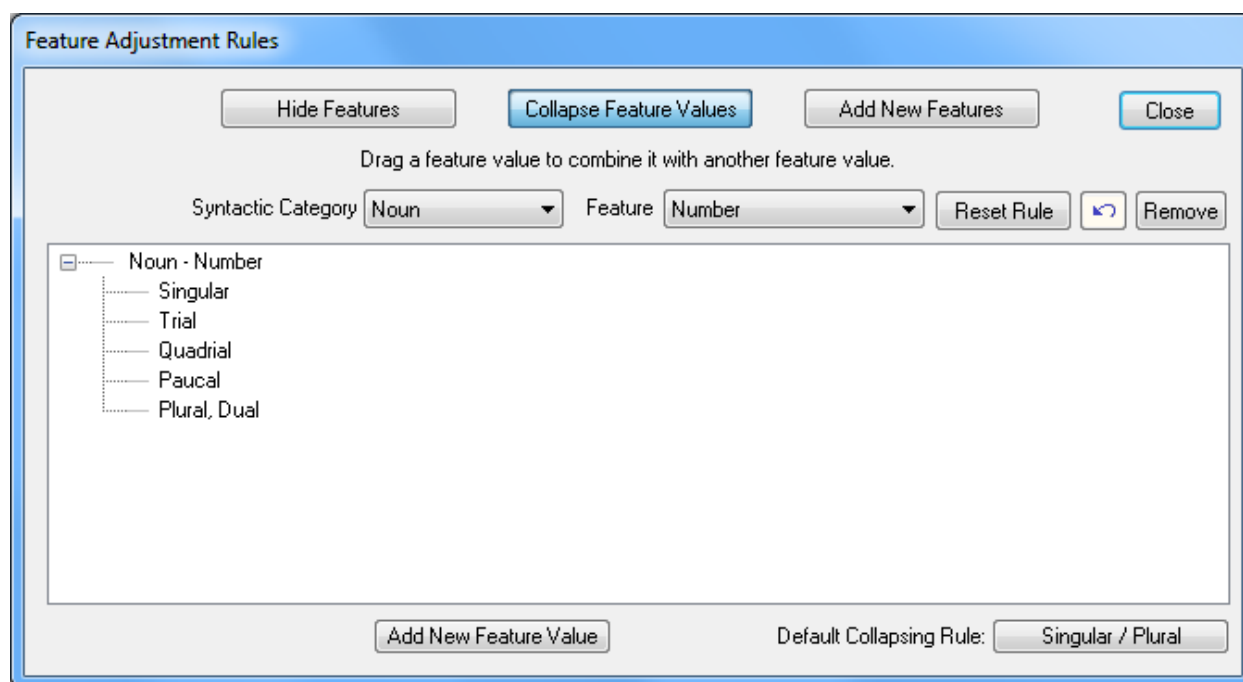 Feature Adjustment Rules
Hide Features Collapse Feature Values Add New Features Close
Drag a feature value to combine it with another feature value.
Syntactic Category Noun Feature Number Reset Rule Remove
Noun - Number
Singular
Trial
Quadrial
Paucal
Plural, Dual
Add New Feature Value Default Collapsing Rule: Singular / Plural